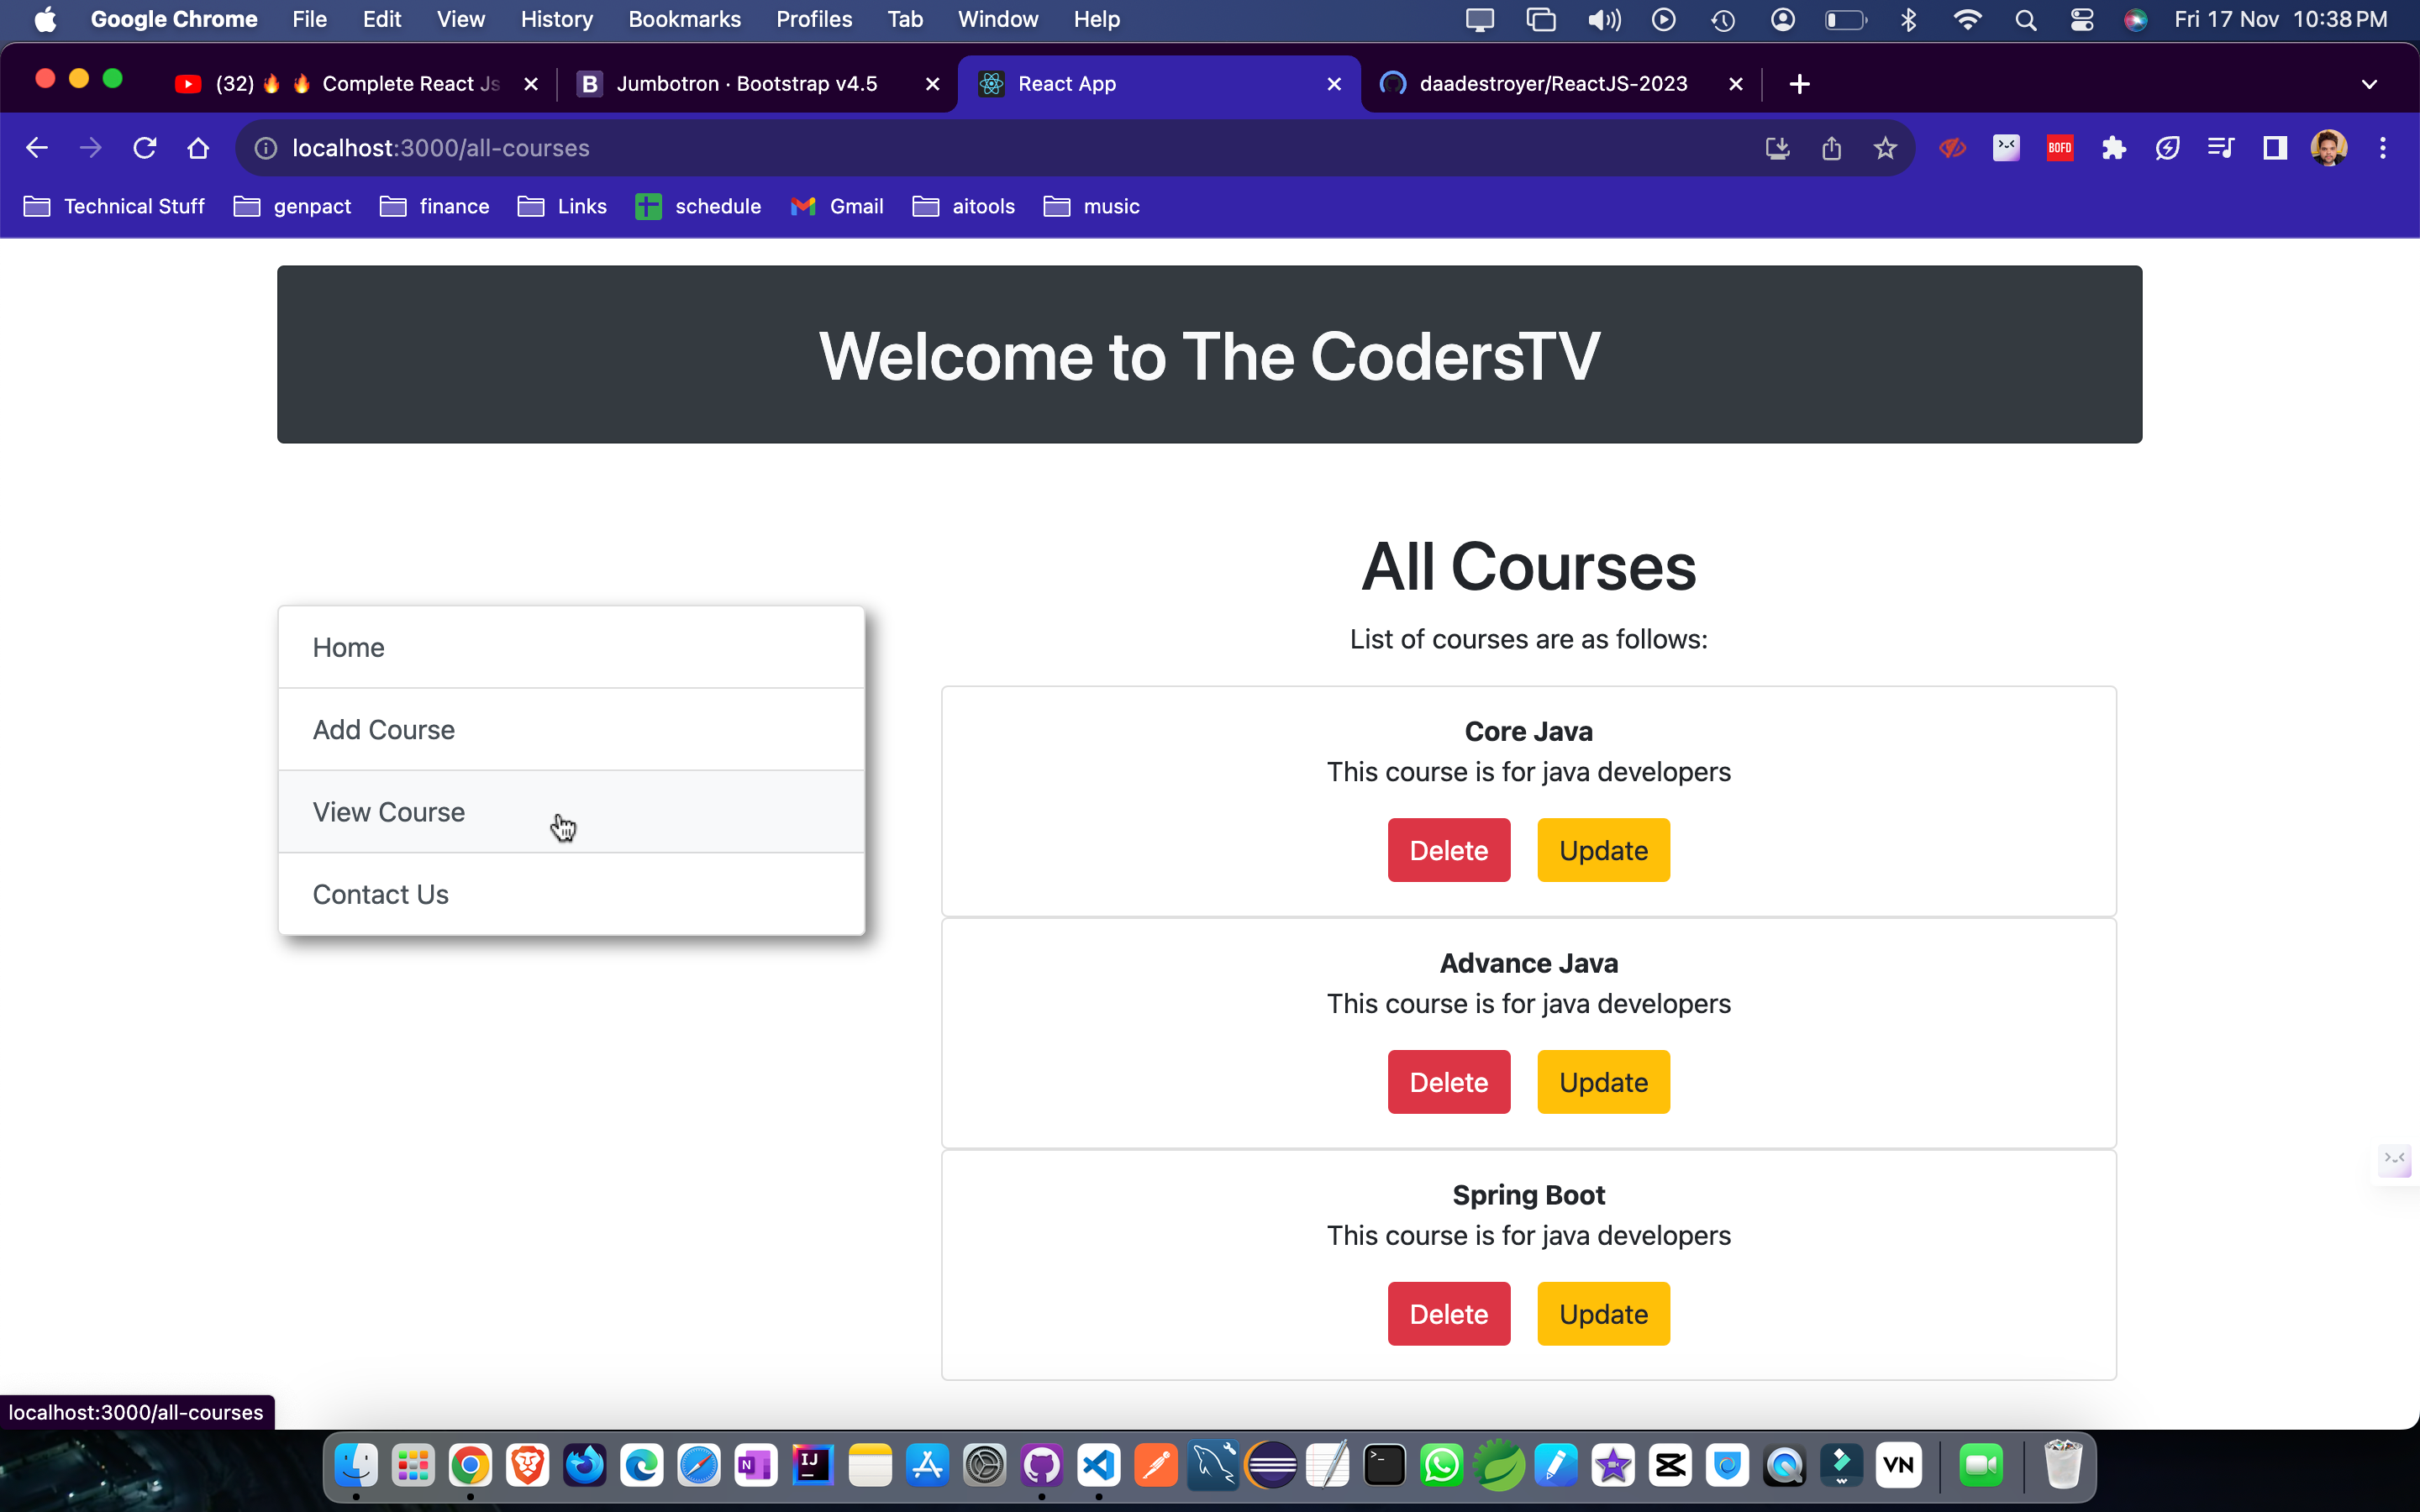 Google Chrome File Edit View History Bookmarks Profiles Tab Window Help Fri 17 Nov 10:38 PM
(32) 🔥 🔥 Complete React Js
B Jumbotron · Bootstrap v4.5
React App
daadestroyer/ReactJS-2023
localhost:3000/all-courses
BOFD
Technical Stuff genpact finance Links schedule Gmail aitools music
Welcome to The CodersTV
Home
Add Course
View Course
Contact Us
All Courses
List of courses are as follows:
Core Java
This course is for java developers
Delete Update
Advance Java
This course is for java developers
Delete Update
Spring Boot
This course is for java developers
Delete Update
localhost:3000/all-courses
N
IJ
VN